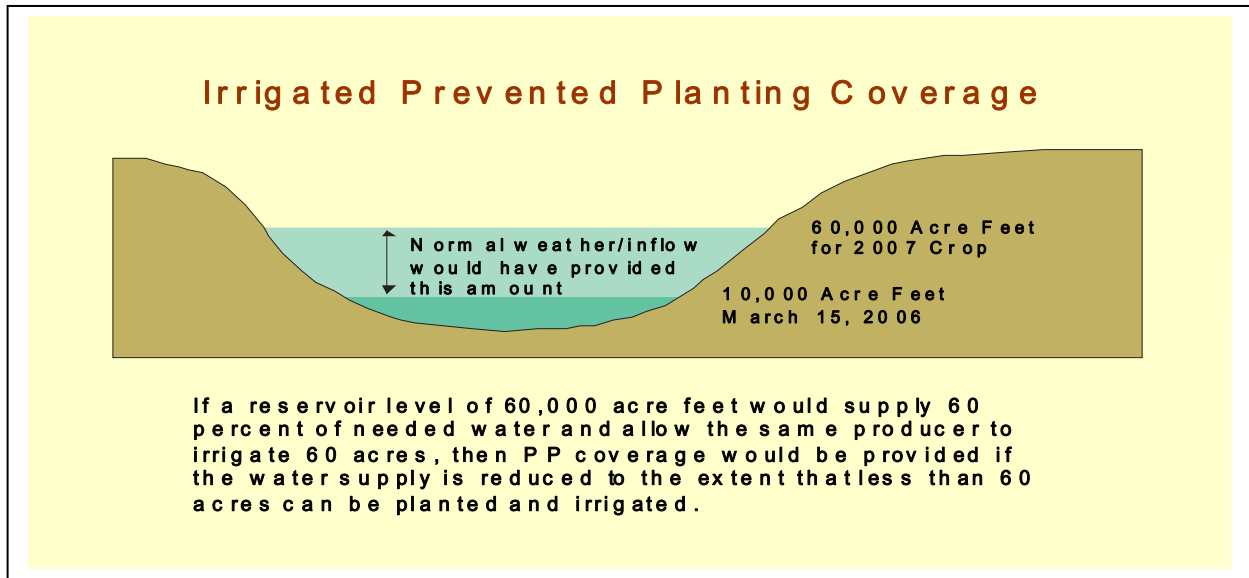 Irrigated Prevented Planting Coverage
Normal weather/inflow
would have provided
this amount
60,000 Acre Feet
for 2007 Crop
10,000 Acre Feet
March 15, 2006
If a reservoir level of 60,000 acre feet would supply 60
percent of needed water and allow the same producer to
irrigate 60 acres, then PP coverage would be provided if
the water supply is reduced to the extent that less than 60
acres can be planted and irrigated.